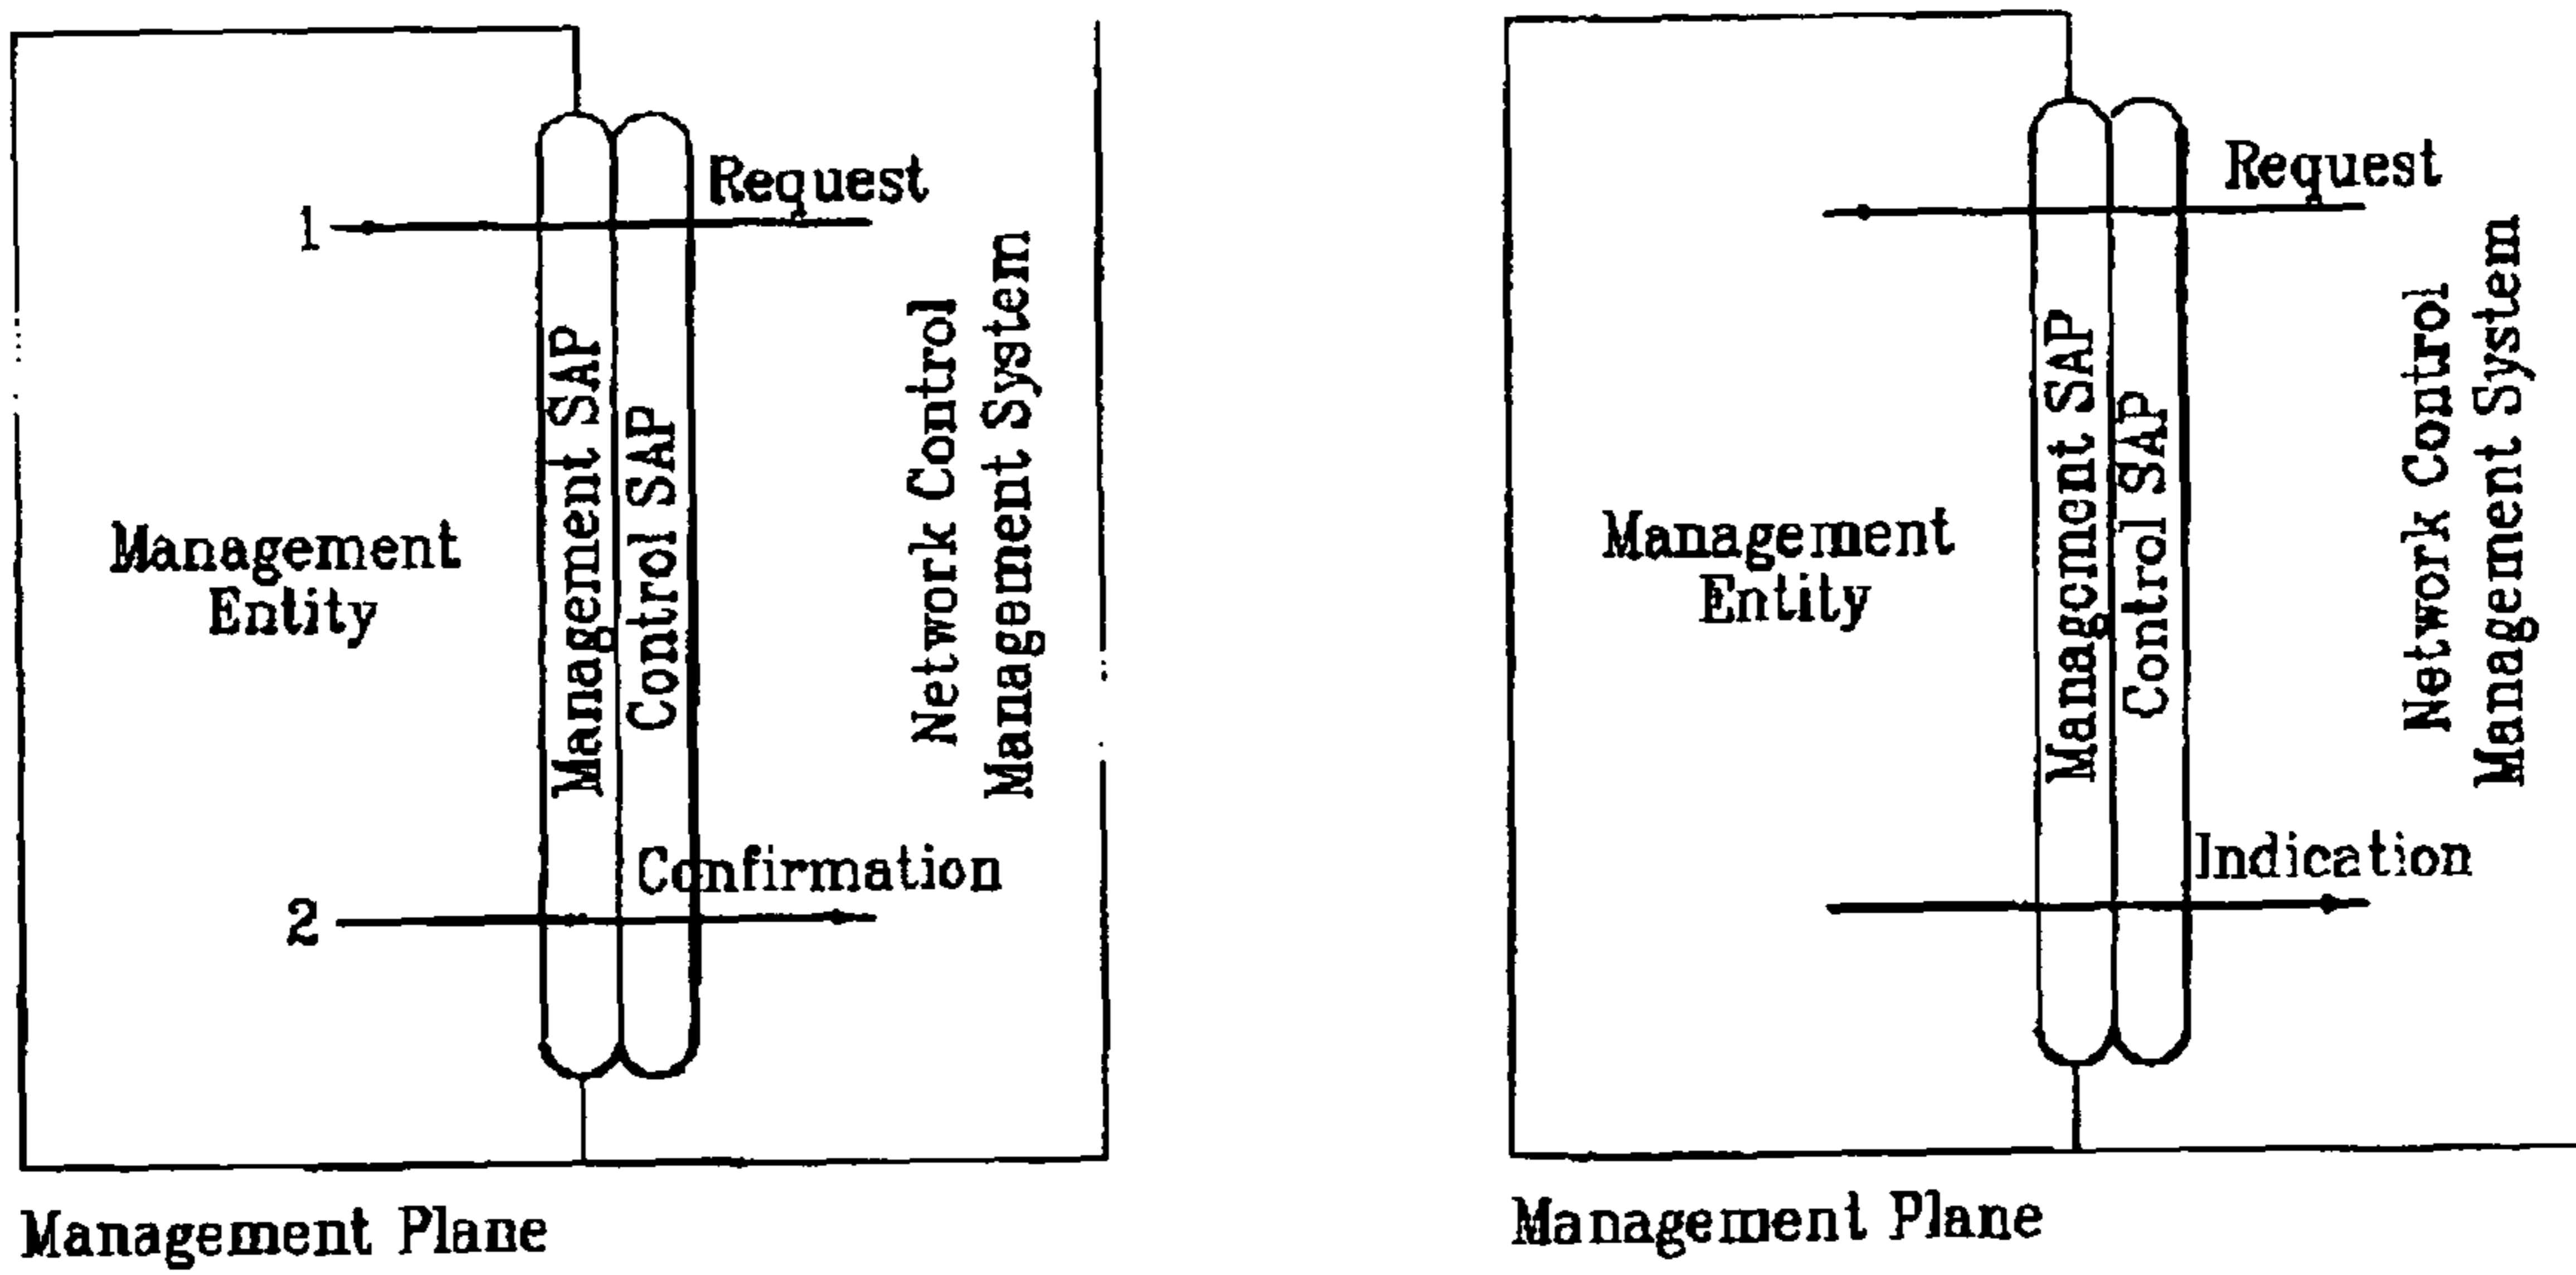 Request
1
Management SAP
Control SAP
Network Control
Management System
Management
Entity
Confirmation
2
Management Plane
Request
Management SAP
Control SAP
Network Control
Management System
Management
Entity
Indication
Management Plane